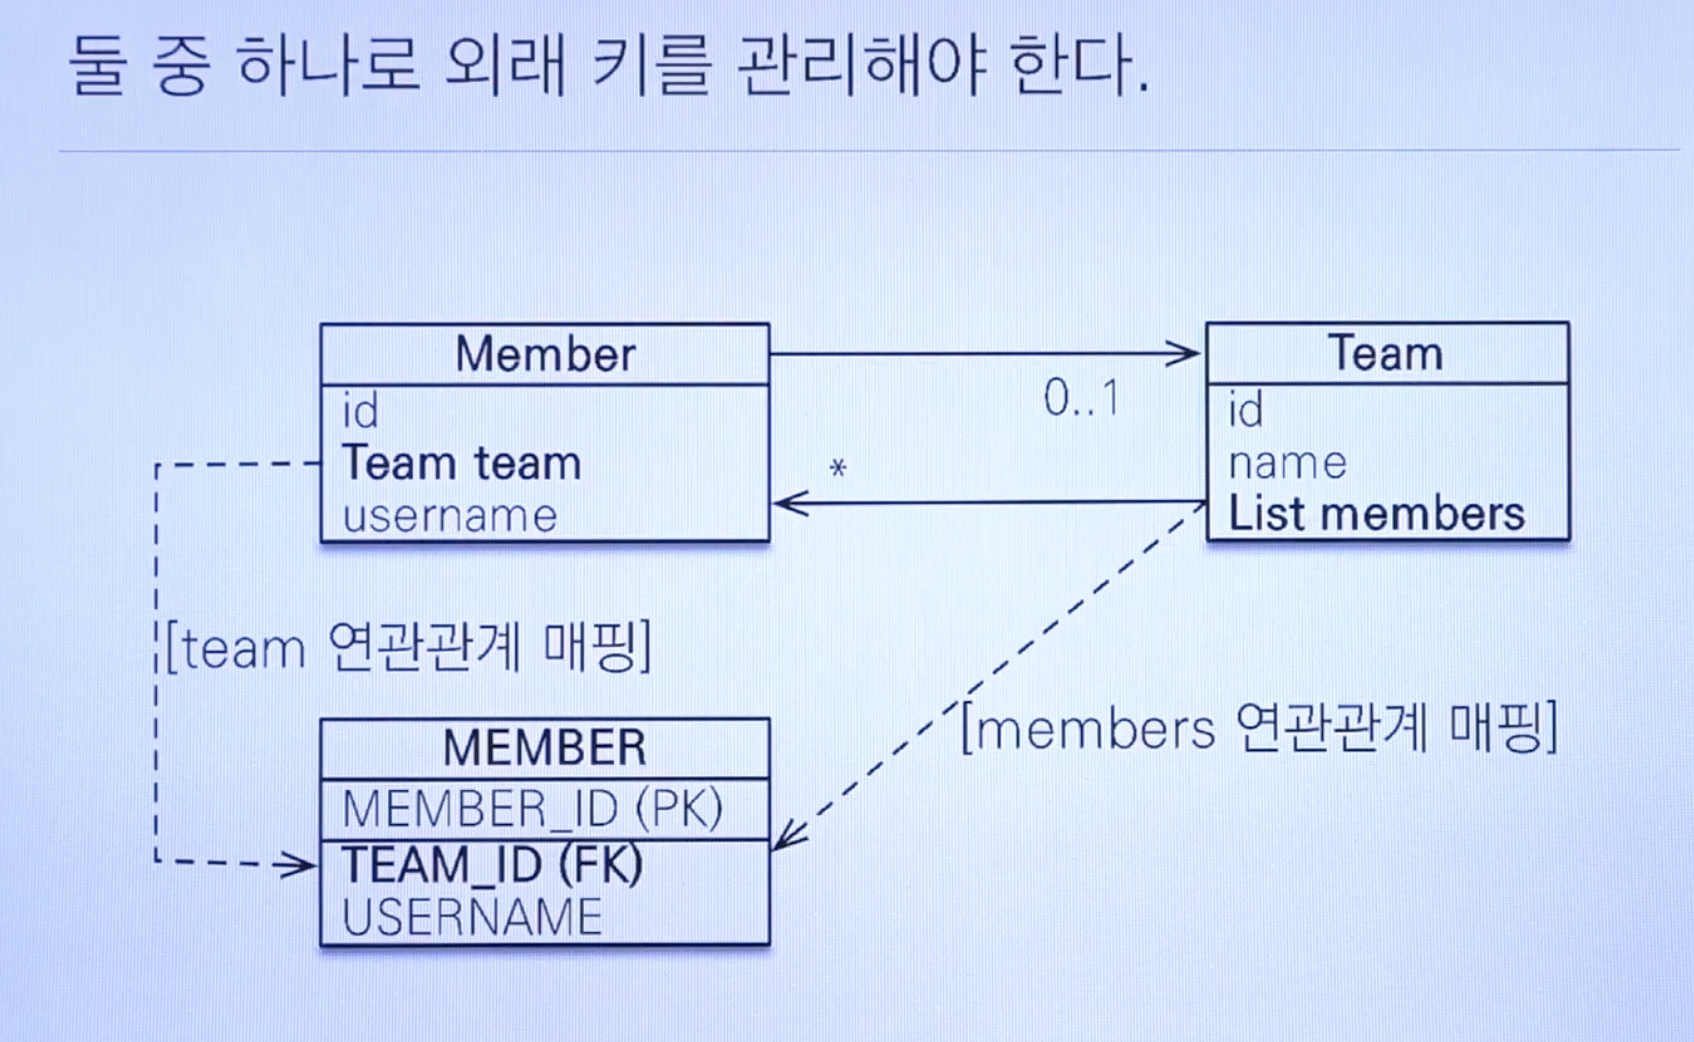 둘 중 하나로 외래 키를 관리해야 한다.
Member
id
Team team
username
0..1
*
Team
id
name
List members
[team 연관관계 매핑]
[members 연관관계 매핑]
MEMBER
MEMBER_ID (PK)
TEAM_ID (FK)
USERNAME